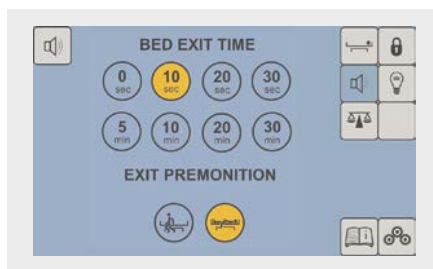 BED EXIT TIME
0 sec 10 sec 20 sec 30 sec
5 min 10 min 20 min 30 min
EXIT PREMONITION
i